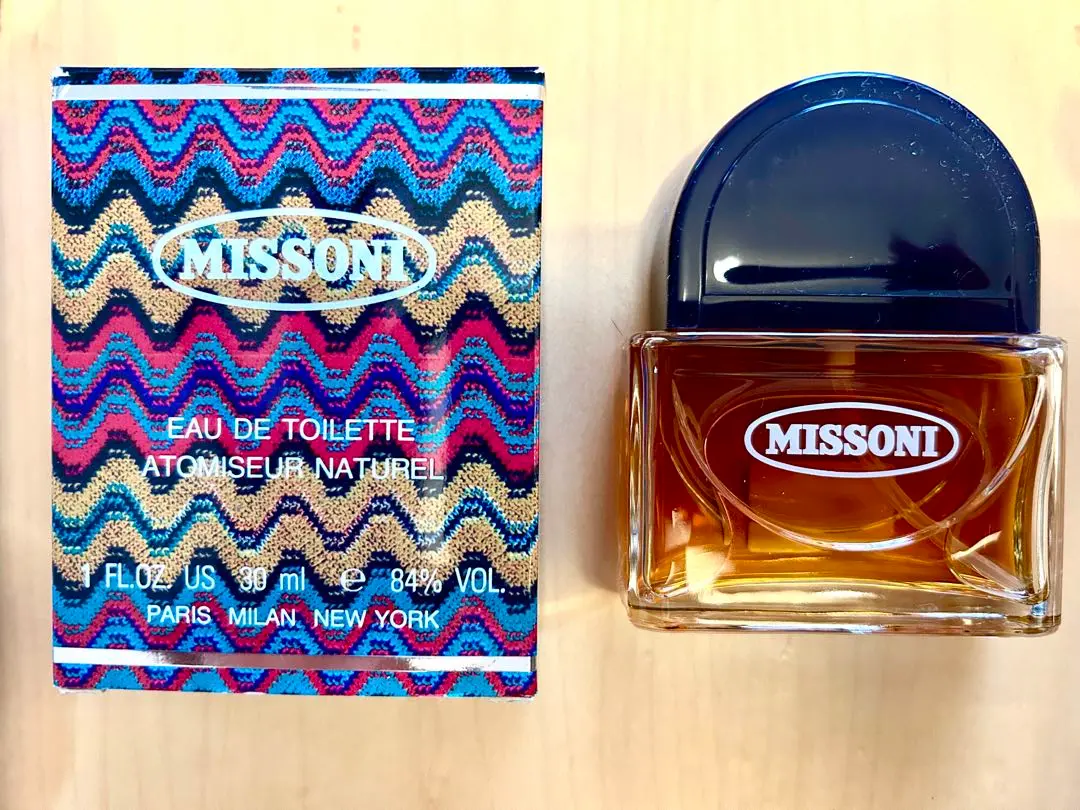 MISSONI
EAU DE TOILETTE
ATOMISEUR NATUREL
1 FL.OZ US 30 ml ℮ 84% VOL.
PARIS MILAN NEW YORK
MISSONI